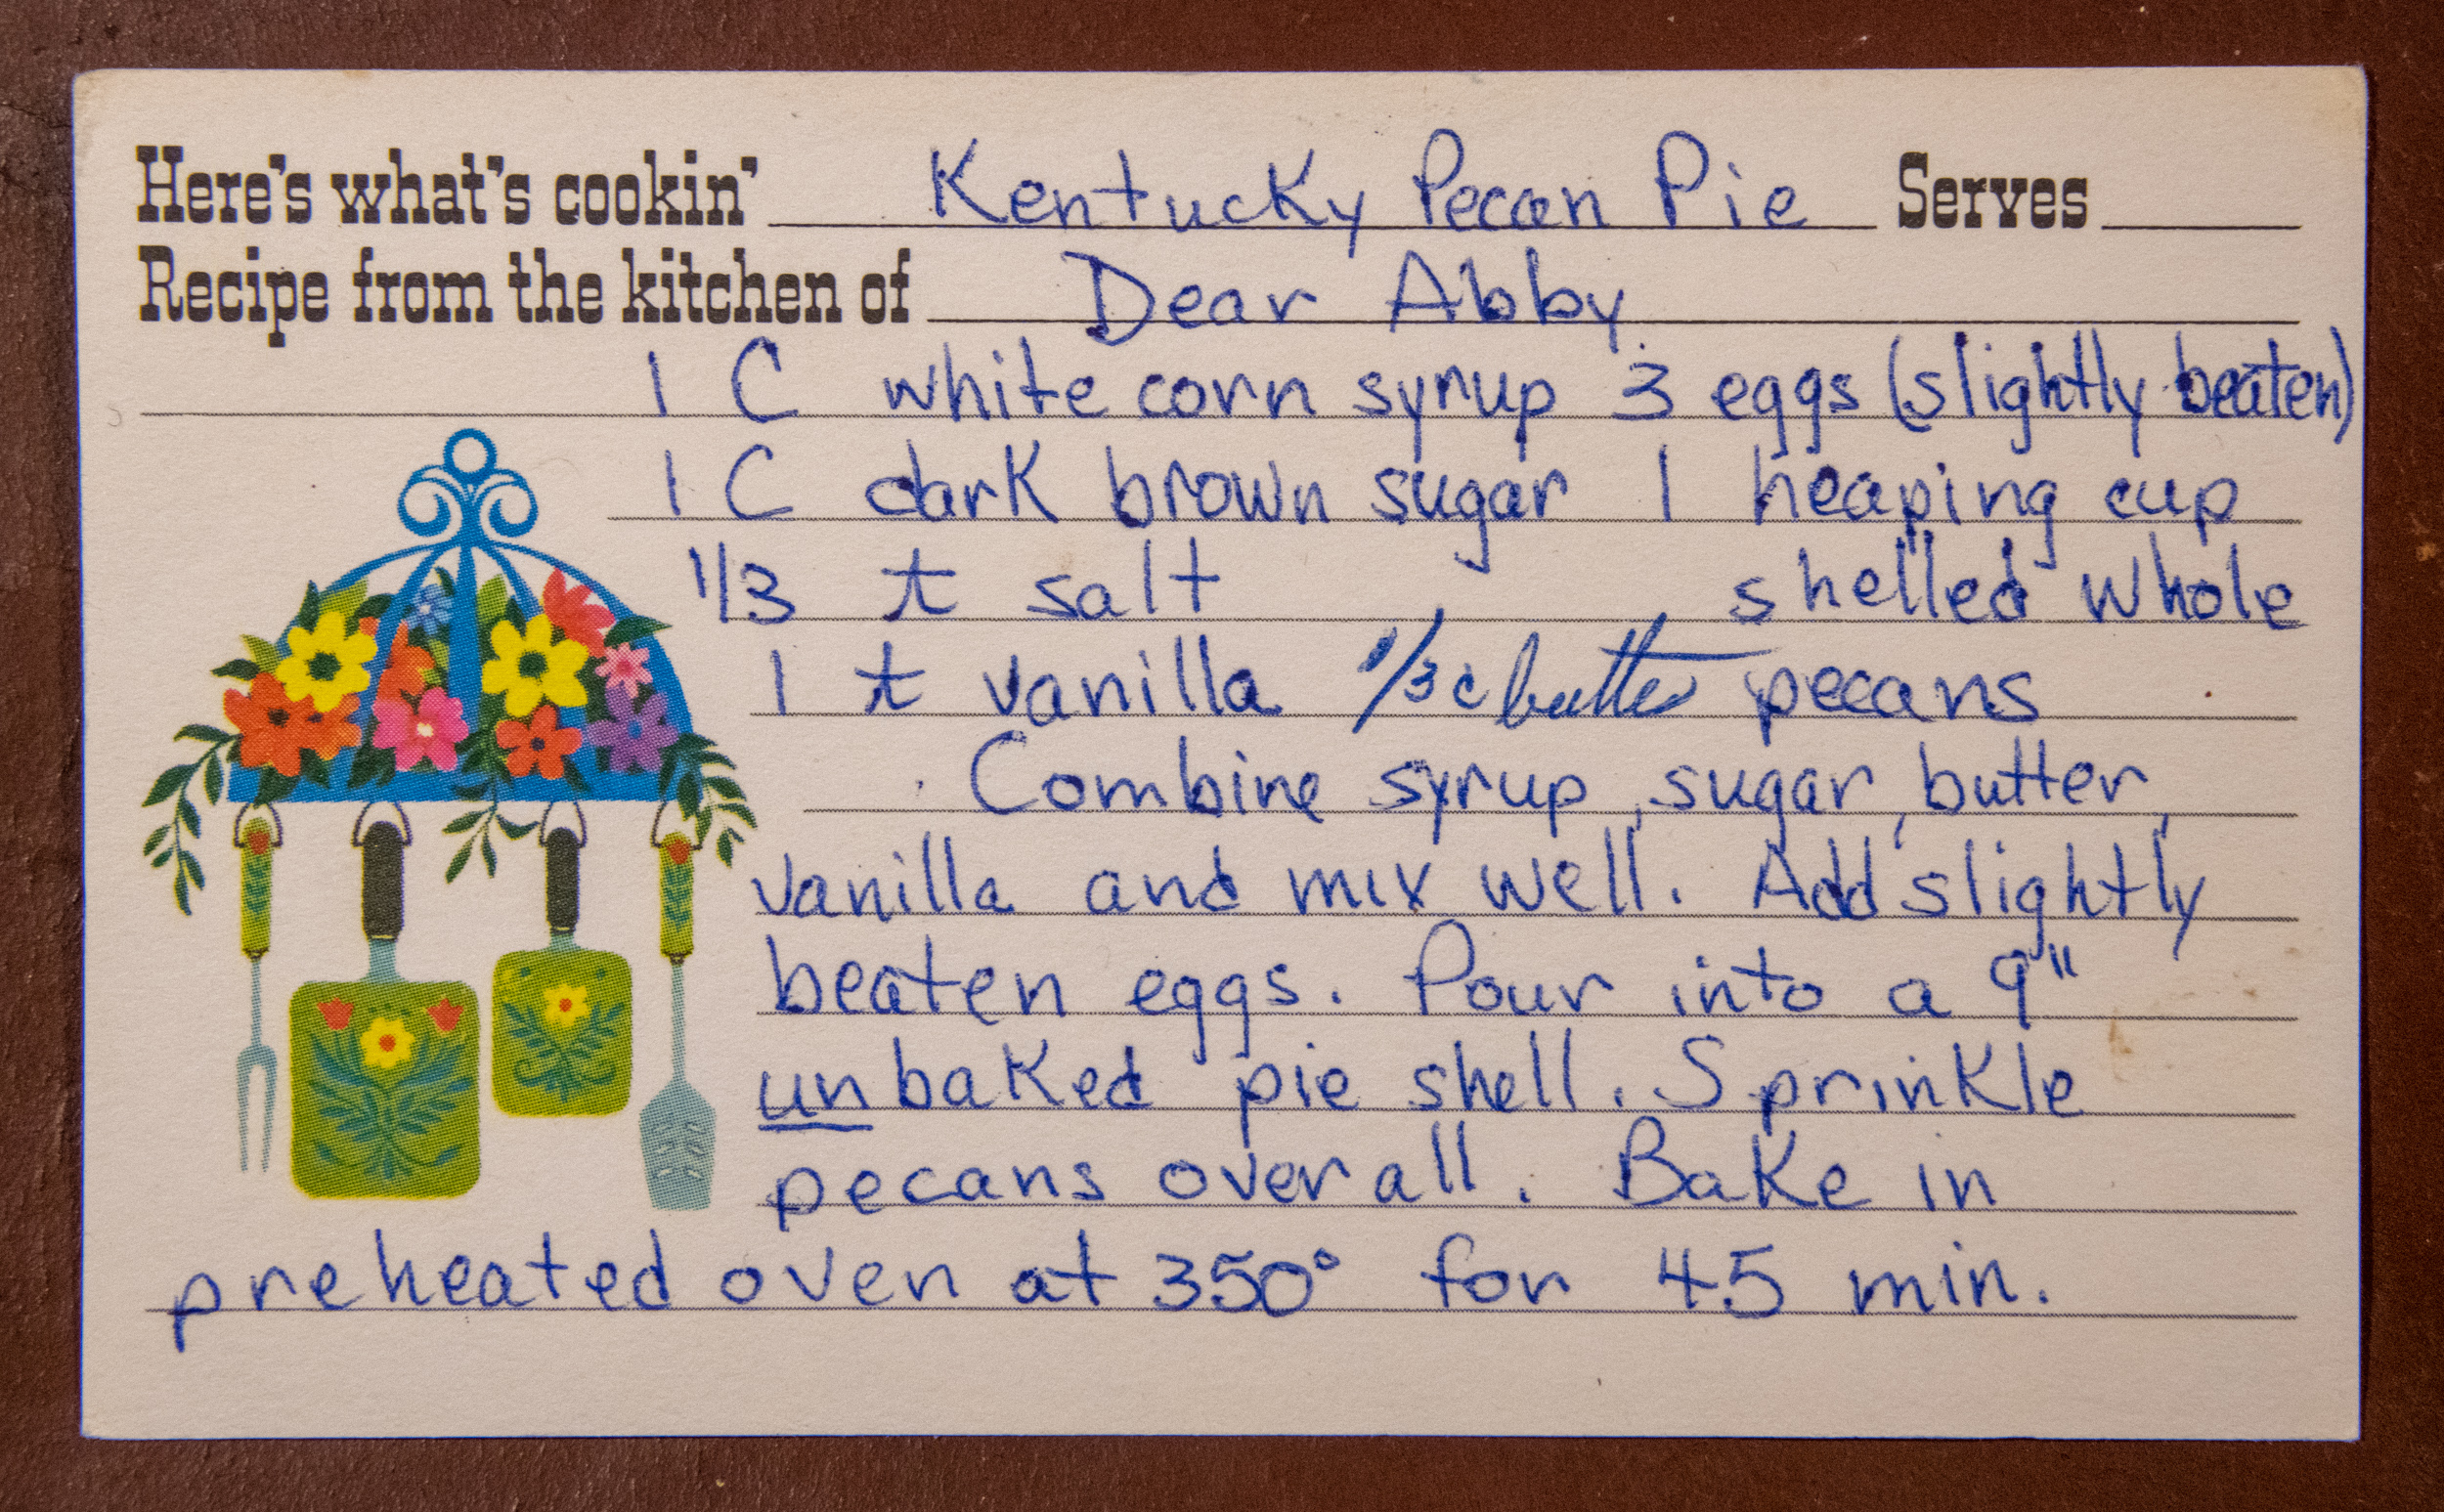 Here's what's cookin' Kentucky Pecan Pie Serves
Recipe from the kitchen of Dear Abby
1 C white corn syrup 3 eggs (slightly beaten)
1 C dark brown sugar 1 heaping cup
1/3 t salt shelled whole
1 t vanilla 1/3 c butter pecans
Combine syrup, sugar, butter,
vanilla and mix well. Add slightly
beaten eggs. Pour into a 9"
unbaked pie shell. Sprinkle
pecans over all. Bake in
preheated oven at 350° for 45 min.